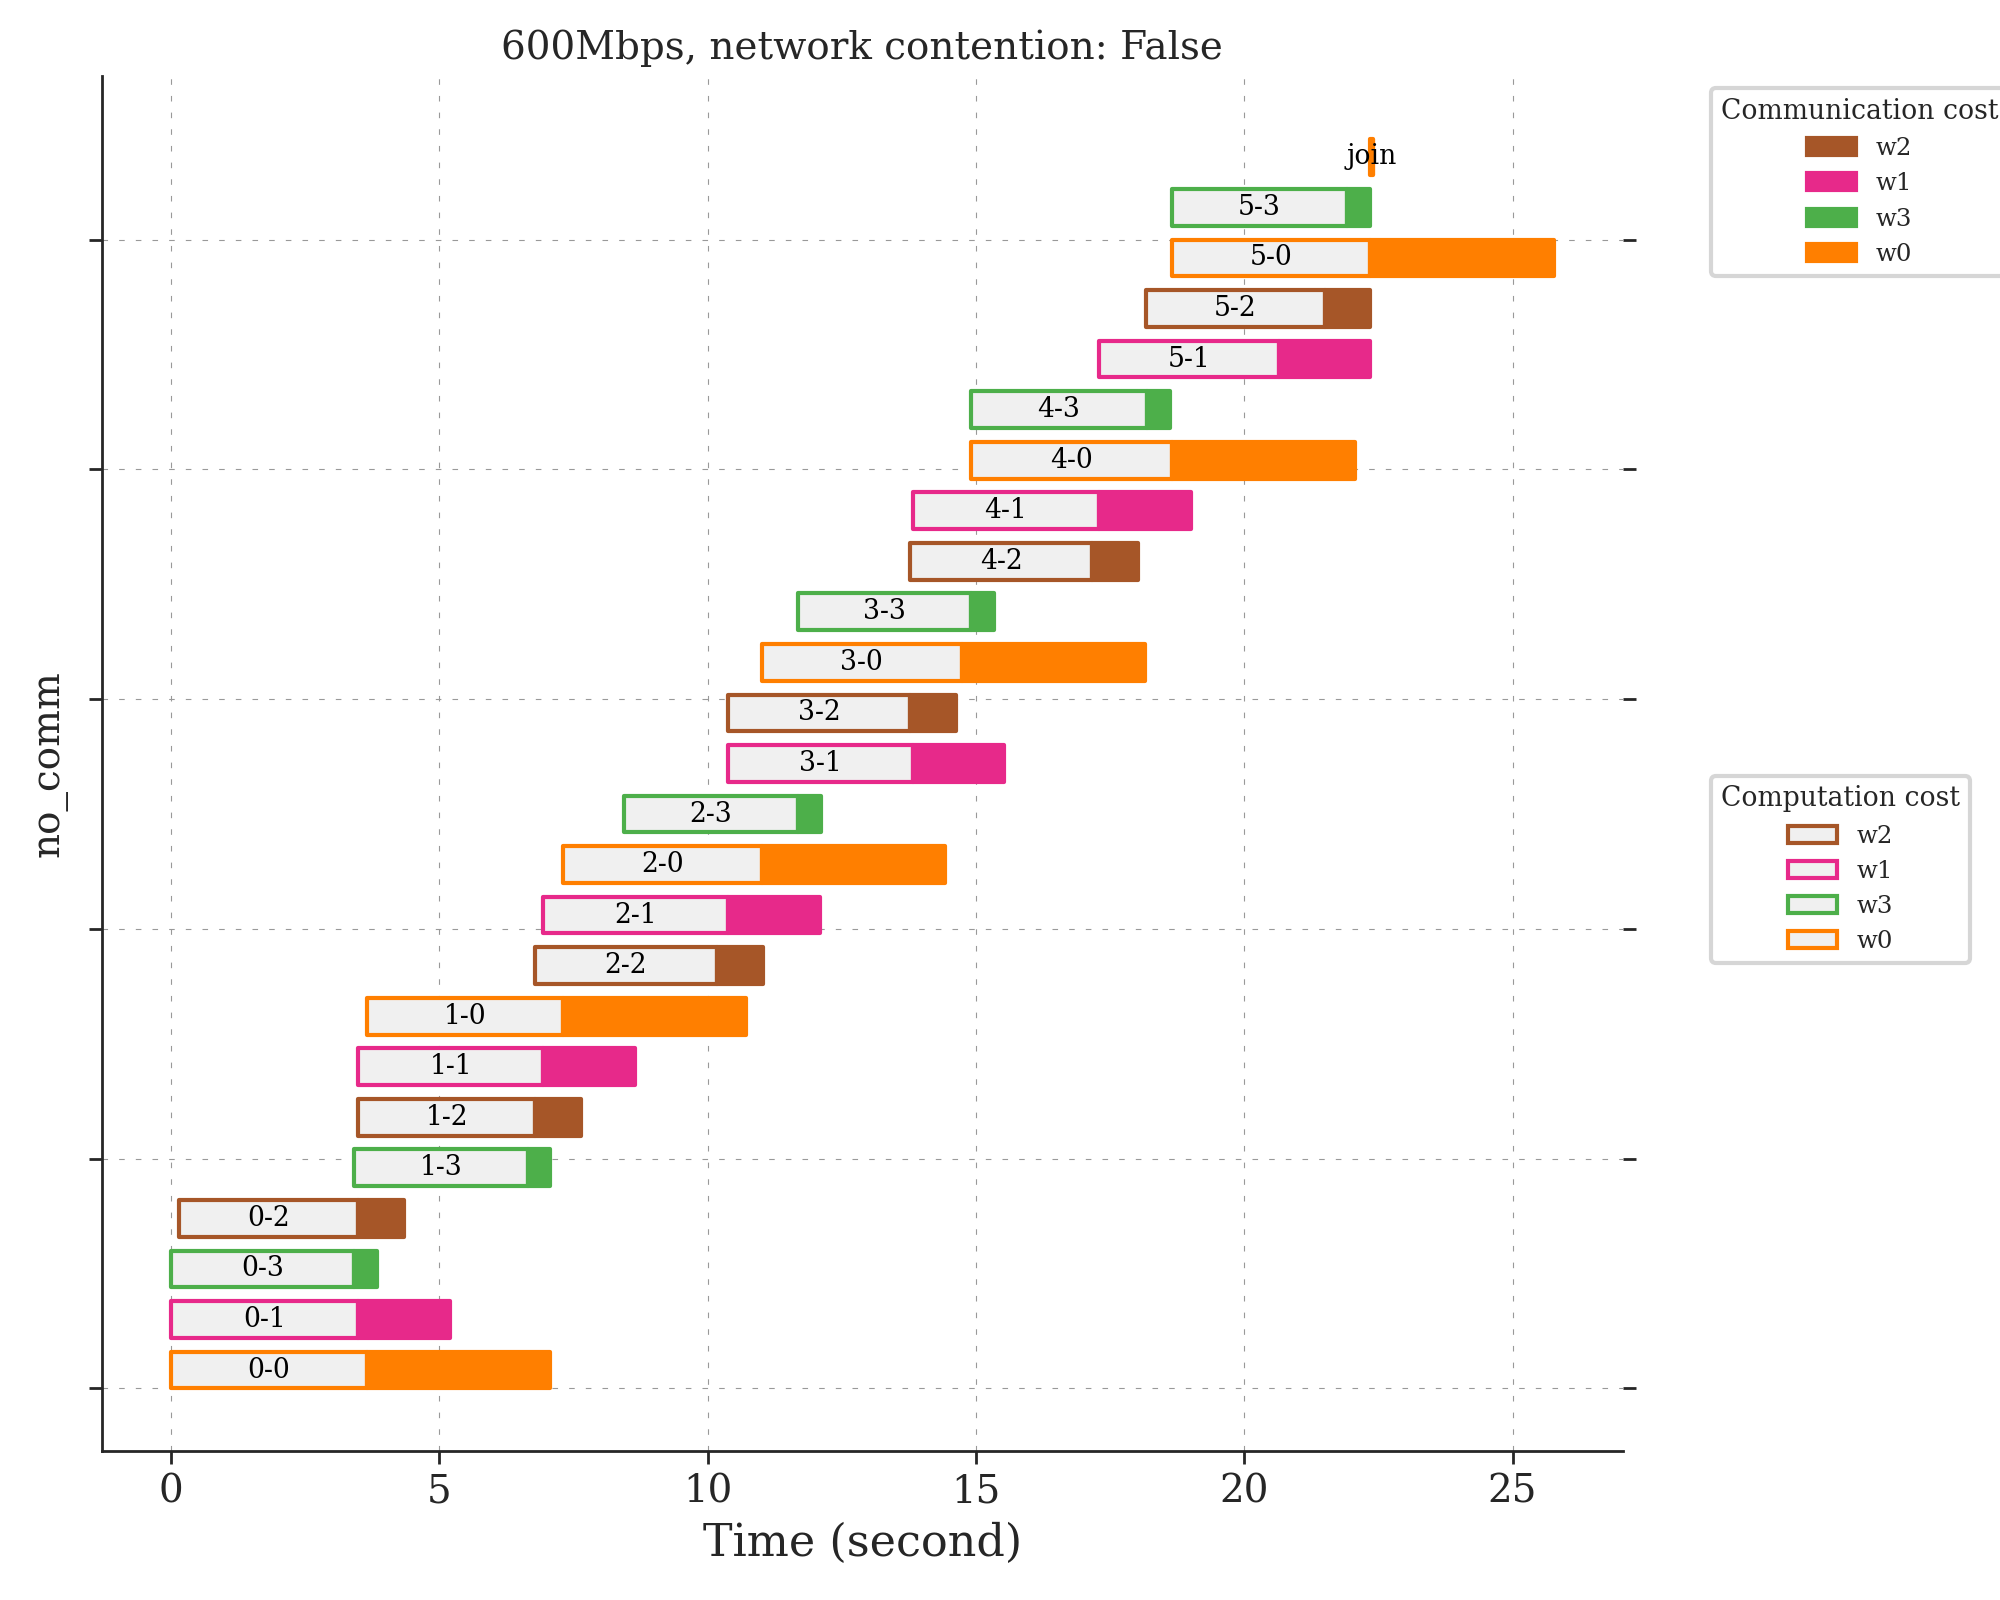 600Mbps, network contention: False
Communication cost
w2
w1
w3
w0
join
5-3
5-0
5-2
5-1
4-3
4-0
4-1
4-2
3-3
3-0
3-2
3-1
2-3
2-0
2-1
2-2
1-0
1-1
1-2
1-3
0-2
0-3
0-1
0-0
no_comm
Computation cost
w2
w1
w3
w0
0 5 10 15 20 25
Time (second)